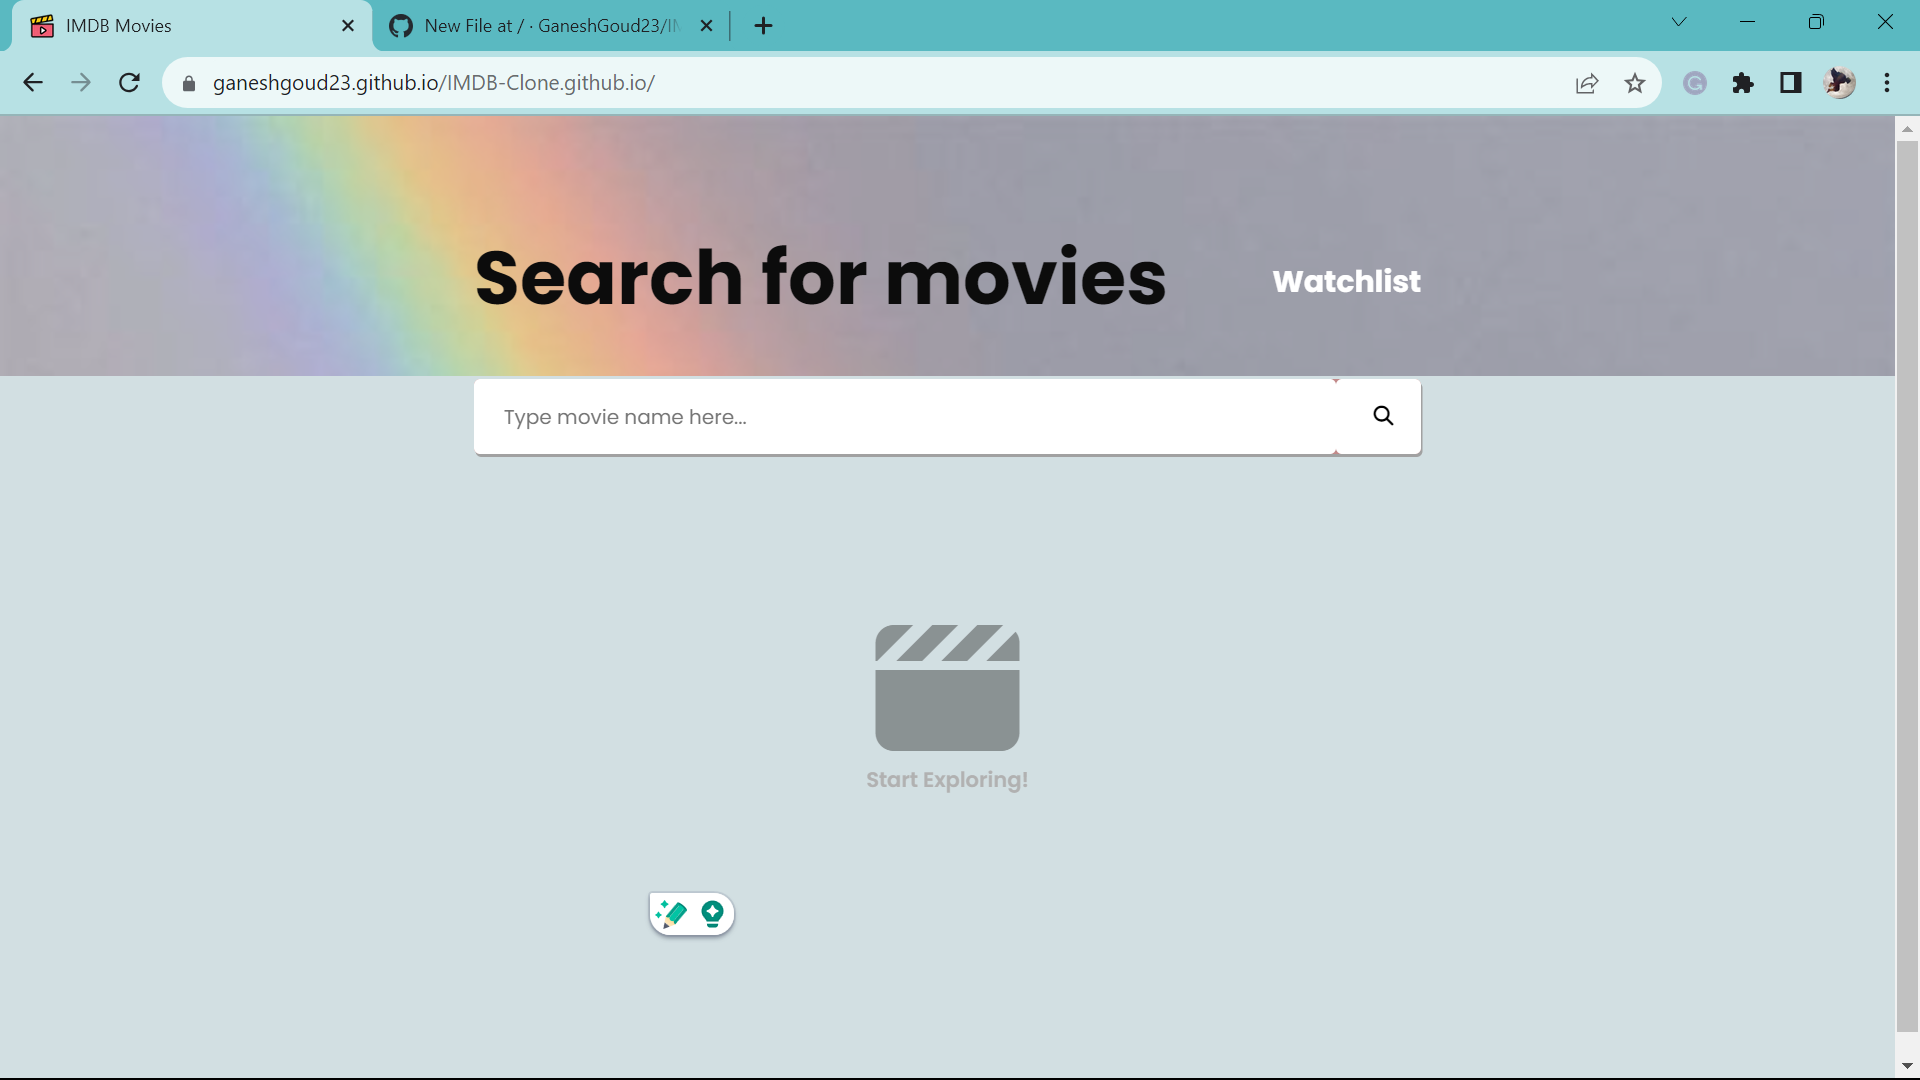 IMDB Movies
New File at / · GaneshGoud23/IM
ganeshgoud23.github.io/IMDB-Clone.github.io/
Search for movies
Watchlist
Type movie name here...
Start Exploring!